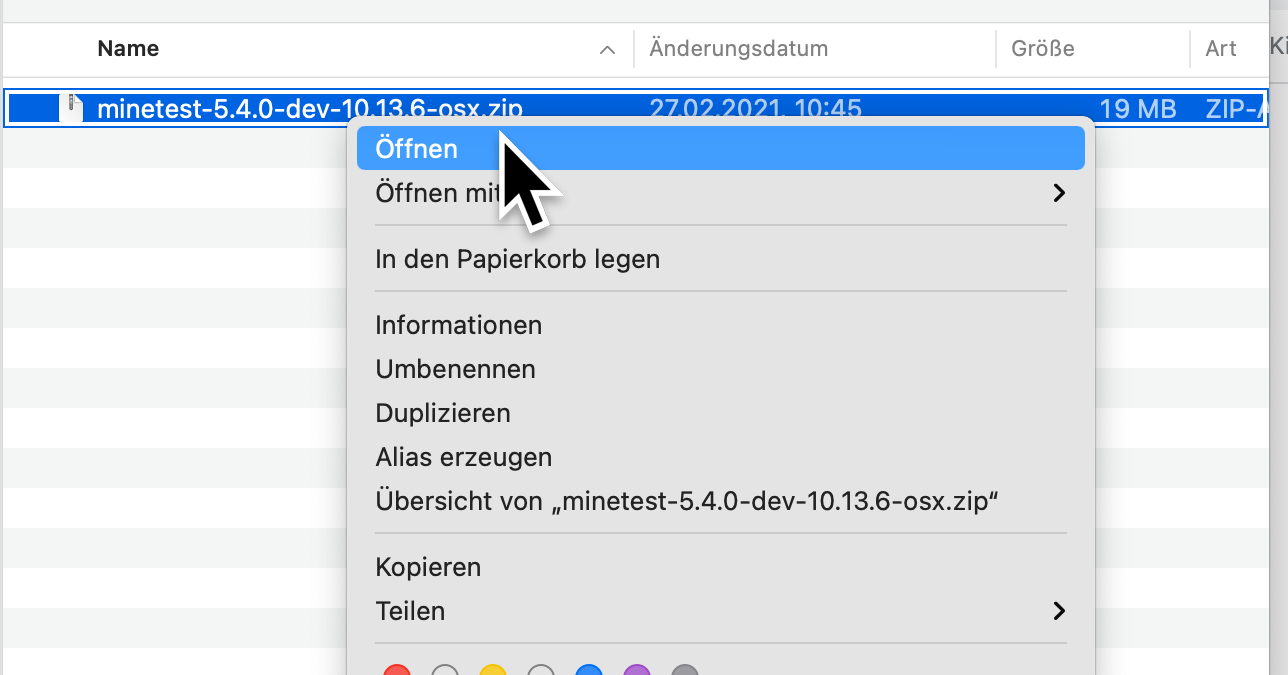 Name Änderungsdatum Größe Art Ki
minetest-5.4.0-dev-10.13.6-osx.zip 27.02.2021, 10:45 19 MB ZIP-A
Öffnen
Öffnen mit
In den Papierkorb legen
Informationen
Umbenennen
Duplizieren
Alias erzeugen
Übersicht von „minetest-5.4.0-dev-10.13.6-osx.zip“
Kopieren
Teilen